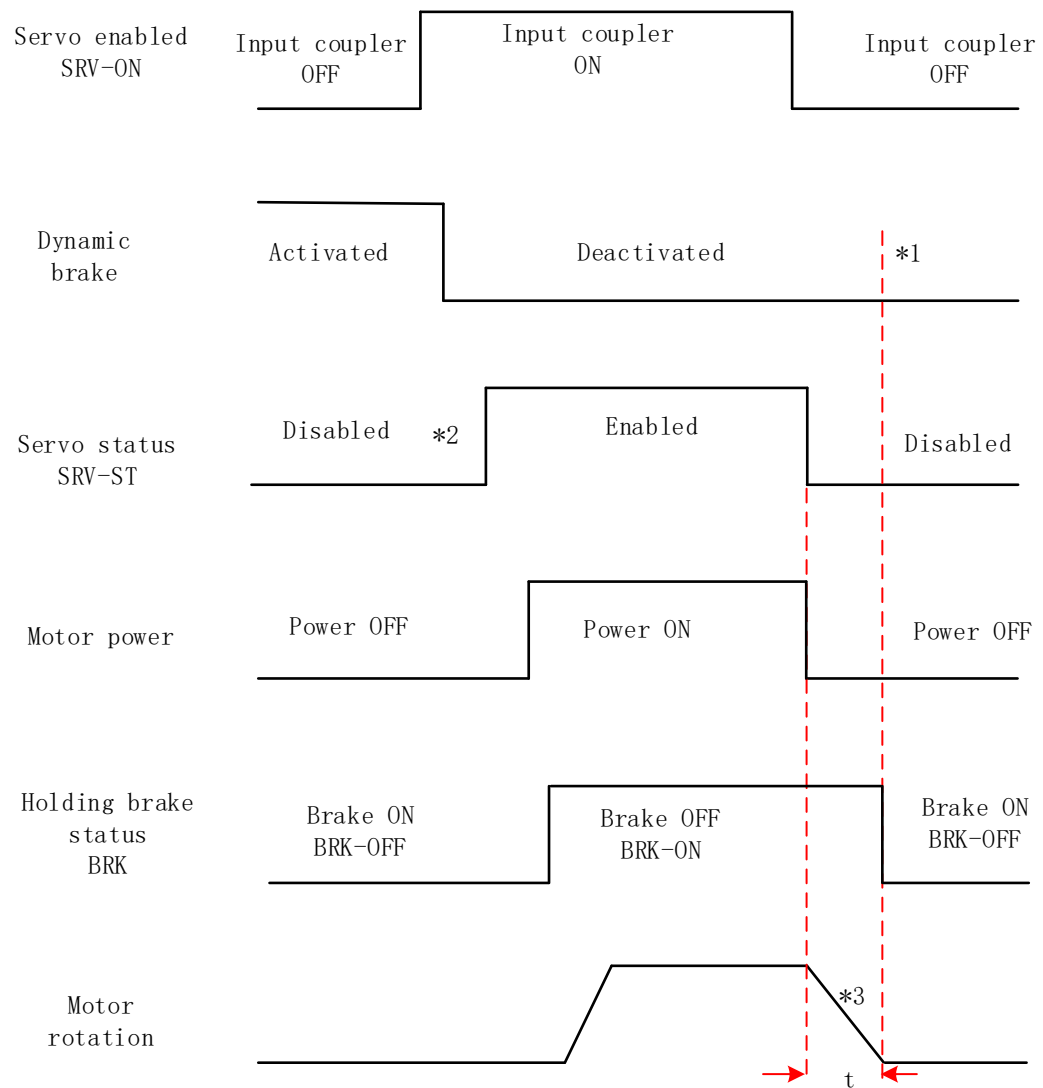 Servo enabled
SRV-ON
Input coupler
OFF
Input coupler
ON
Input coupler
OFF
Dynamic
brake
Activated
Deactivated
*1
Servo status
SRV-ST
Disabled
*2
Enabled
Disabled
Motor power
Power OFF
Power ON
Power OFF
Holding brake
status
BRK
Brake ON
BRK-OFF
Brake OFF
BRK-ON
Brake ON
BRK-OFF
Motor
rotation
*3
t